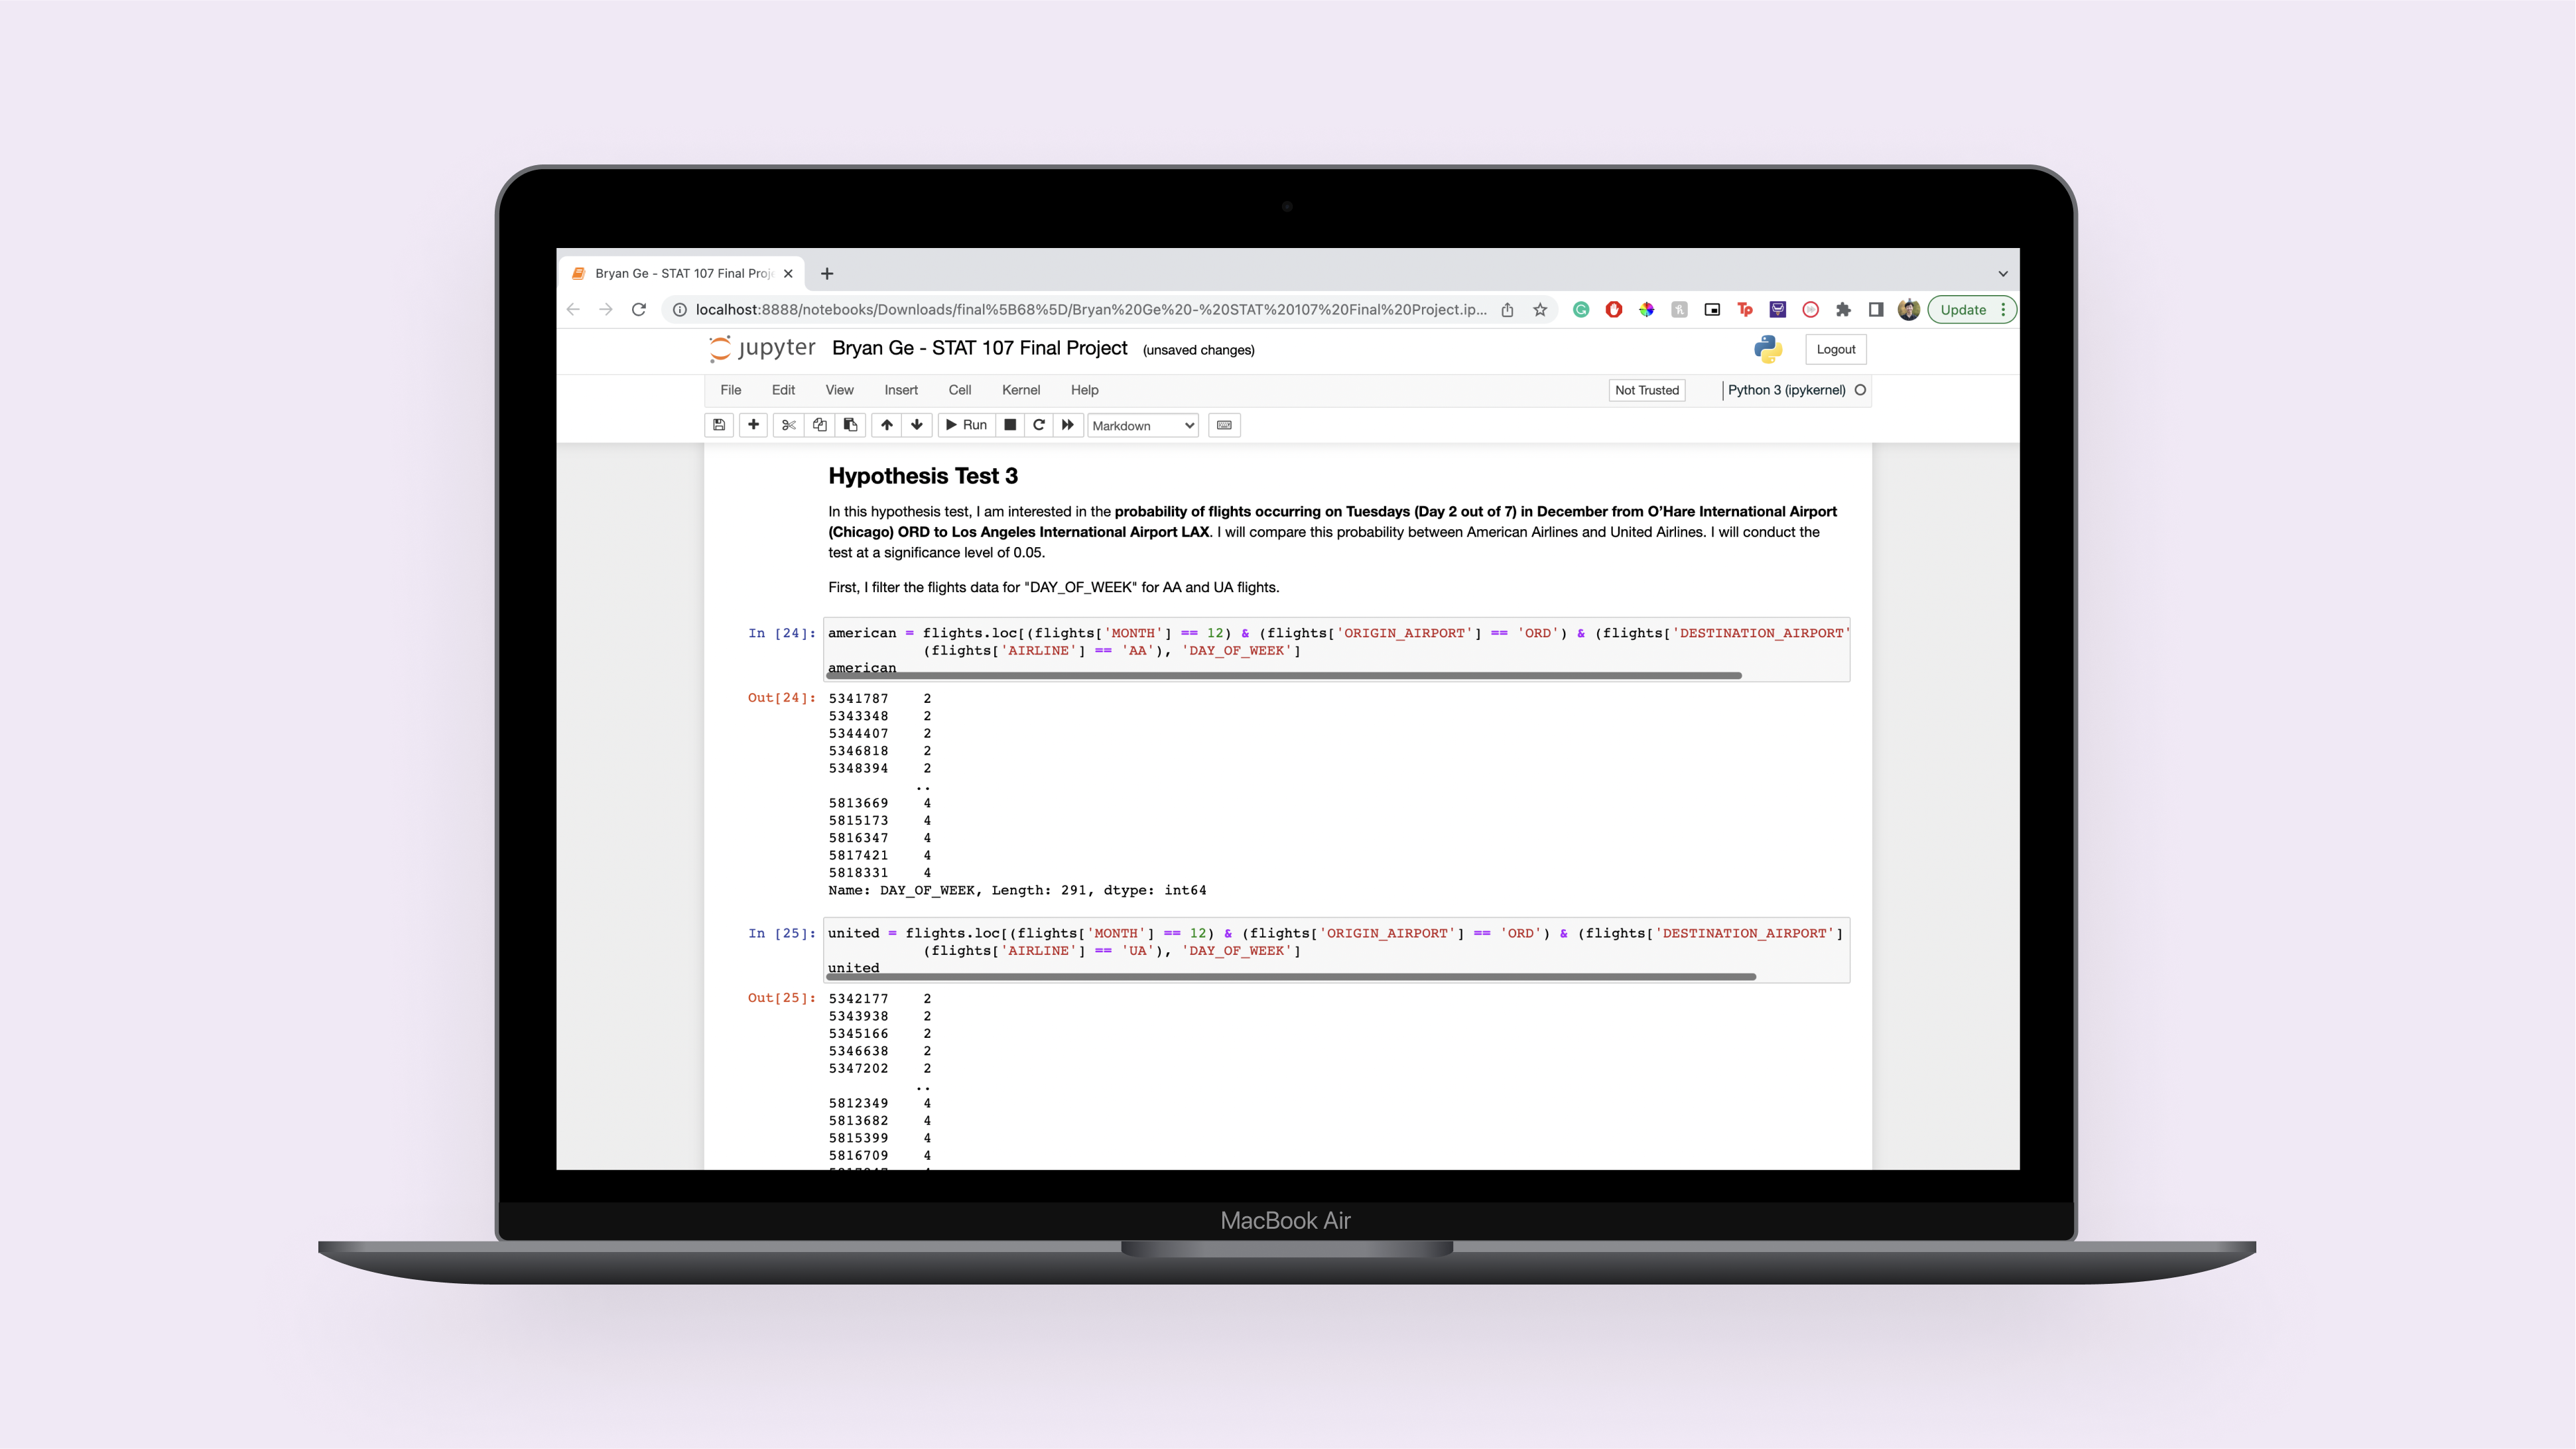 Bryan Ge - STAT 107 Final Proj
localhost:8888/notebooks/Downloads/final%5B68%5D/Bryan%20Ge%20-%20STAT%20107%20Final%20Project.ip...
Tp
Update
jupyter Bryan Ge - STAT 107 Final Project (unsaved changes)
Logout
File Edit View Insert Cell Kernel Help
Not Trusted
Python 3 (ipykernel)
Run
Markdown
Hypothesis Test 3
In this hypothesis test, I am interested in the probability of flights occurring on Tuesdays (Day 2 out of 7) in December from O’Hare International Airport
(Chicago) ORD to Los Angeles International Airport LAX. I will compare this probability between American Airlines and United Airlines. I will conduct the
test at a significance level of 0.05.
First, I filter the flights data for "DAY_OF_WEEK" for AA and UA flights.
In [24]: american = flights.loc[(flights['MONTH'] == 12) & (flights['ORIGIN_AIRPORT'] == 'ORD') & (flights['DESTINATION_AIRPORT'
(flights['AIRLINE'] == 'AA'), 'DAY_OF_WEEK']
american
Out[24]: 5341787 2
5343348 2
5344407 2
5346818 2
5348394 2
..
5813669 4
5815173 4
5816347 4
5817421 4
5818331 4
Name: DAY_OF_WEEK, Length: 291, dtype: int64
In [25]: united = flights.loc[(flights['MONTH'] == 12) & (flights['ORIGIN_AIRPORT'] == 'ORD') & (flights['DESTINATION_AIRPORT']
(flights['AIRLINE'] == 'UA'), 'DAY_OF_WEEK']
united
Out[25]: 5342177 2
5343938 2
5345166 2
5346638 2
5347202 2
..
5812349 4
5813682 4
5815399 4
5816709 4
MacBook Air